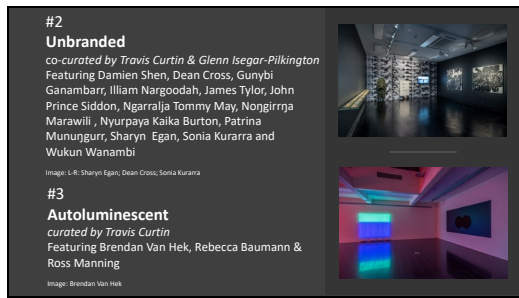 #2
Unbranded
co-curated by Travis Curtin & Glenn Isegar-Pilkington
Featuring Damien Shen, Dean Cross, Gunybi
Ganambarr, Illiam Nargoodah, James Tylor, John
Prince Siddon, Ngarralja Tommy May, Noŋgirrŋa
Marawili , Nyurpaya Kaika Burton, Patrina
Munuŋgurr, Sharyn  Egan, Sonia Kurarra and
Wukun Wanambi
Image: L-R: Sharyn Egan; Dean Cross; Sonia Kurarra
#3
Autoluminescent
curated by Travis Curtin
Featuring Brendan Van Hek, Rebecca Baumann &
Ross Manning
Image: Brendan Van Hek